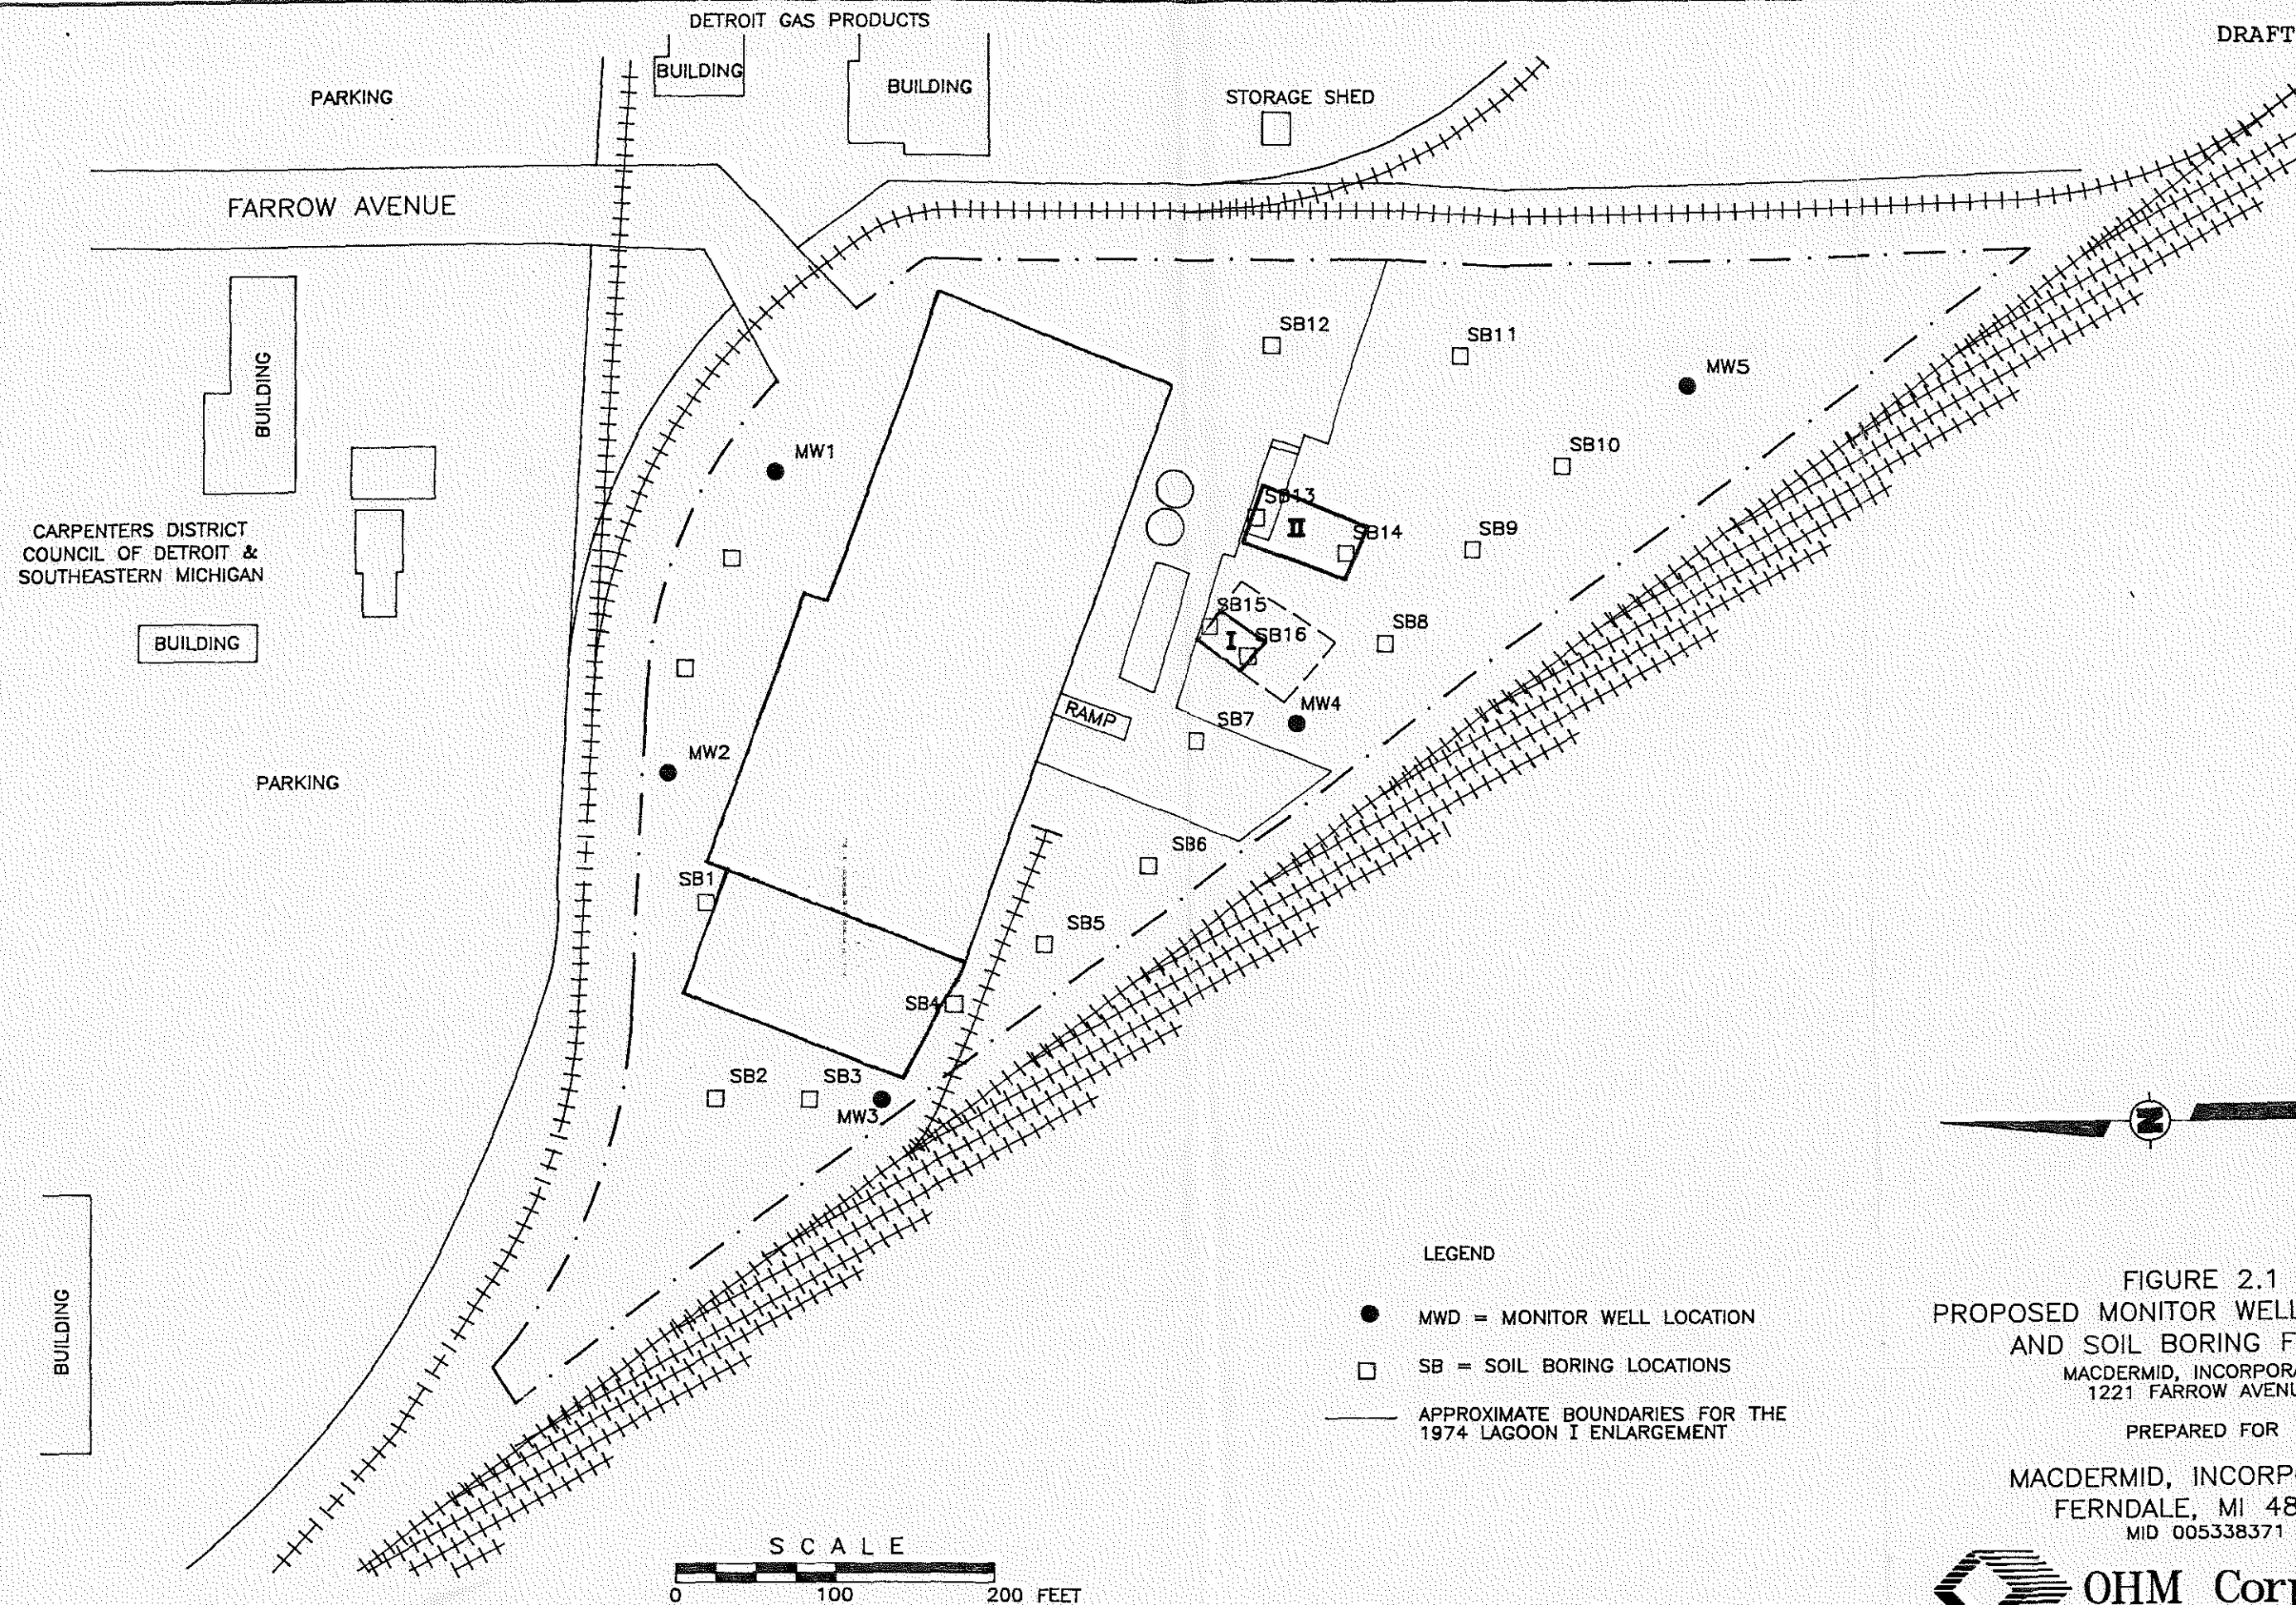 DETROIT GAS PRODUCTS
DRAFT
BUILDING
BUILDING
PARKING
STORAGE SHED
FARROW AVENUE
SB12
SB11
MW5
BUILDING
MW1
SB10
SB13
II
SB14
SB9
CARPENTERS DISTRICT
COUNCIL OF DETROIT &
SOUTHEASTERN MICHIGAN
BUILDING
SB15
I
SB16
SB8
RAMP
SB7
MW4
MW2
PARKING
SB6
SB1
SB5
SB4
SB2
SB3
MW3
N
BUILDING
LEGEND
MWD = MONITOR WELL LOCATION
SB = SOIL BORING LOCATIONS
APPROXIMATE BOUNDARIES FOR THE
1974 LAGOON I ENLARGEMENT
FIGURE 2.1
PROPOSED MONITOR WELL
AND SOIL BORING
MACDERMID,
1221 FARROW
PREPARED FOR
MACDERMID,
FERNDALE, MI
MID 005338371
OHM
SCALE
0 100 200 FEET